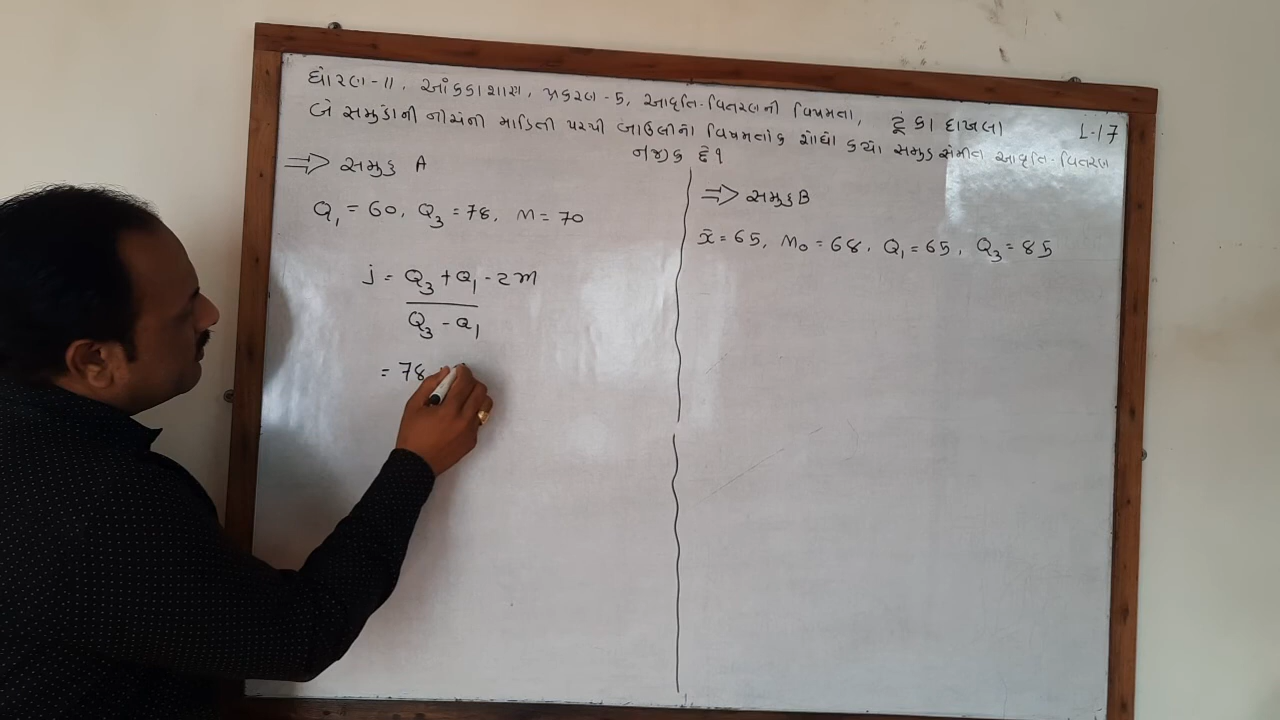 ધોરણ-11, આંકડાશાસ્ત્ર, પ્રકરણ-5, આવૃત્તિ-વિતરણની વિષમતા, ટૂંકા દાખલા L-17
બે સમૂહોની નીચેની માહિતી પરથી બાઉલીનો વિષમતાંક શોધી કયો સમૂહ સંમિત આવૃત્તિ-વિતરણ
નજીક છે?
⇒ સમૂહ A
Q₁ = 60, Q₃ = 78, M = 70
j = Q₃ + Q₁ - 2M
Q₃ - Q₁
= 78
⇒ સમૂહ B
x̄ = 65, M₀ = 68, Q₁ = 65, Q₃ = 85